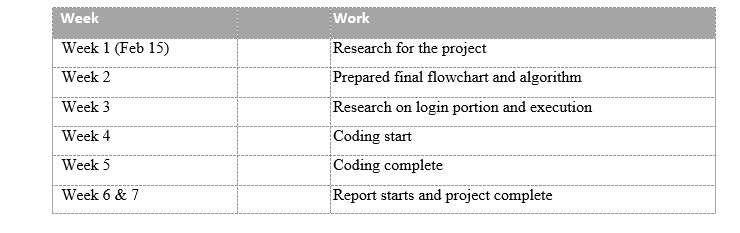 Week Work
Week 1 (Feb 15) Research for the project
Week 2 Prepared final flowchart and algorithm
Week 3 Research on login portion and execution
Week 4 Coding start
Week 5 Coding complete
Week 6 & 7 Report starts and project complete